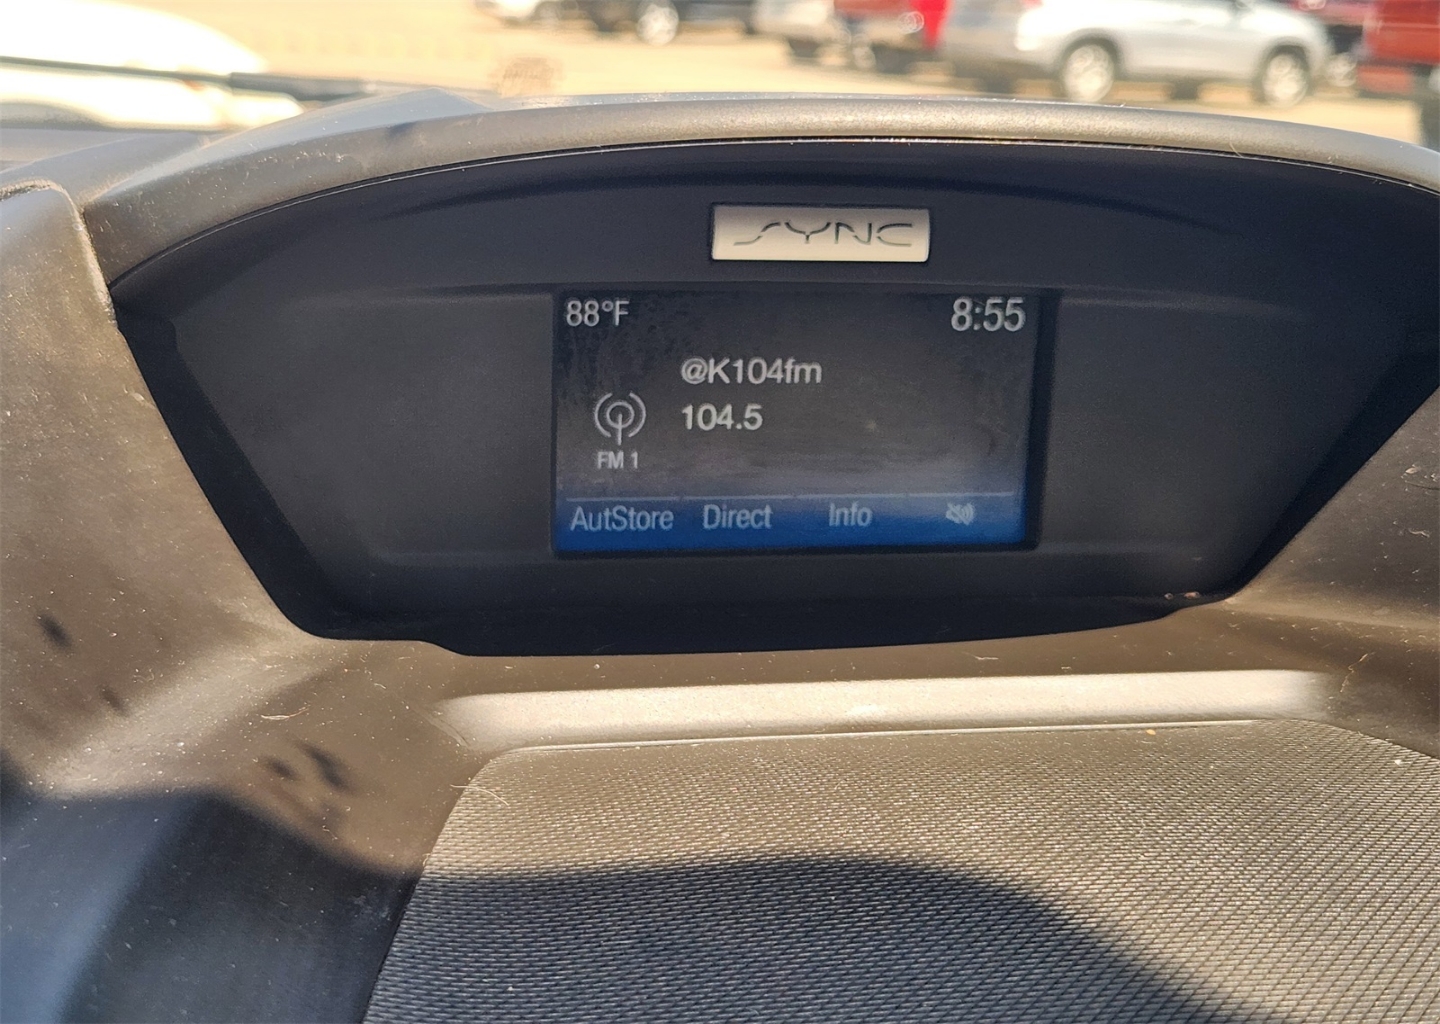 SYNC
88°F 8:55
@K104fm
104.5
FM 1
AutStore Direct Info